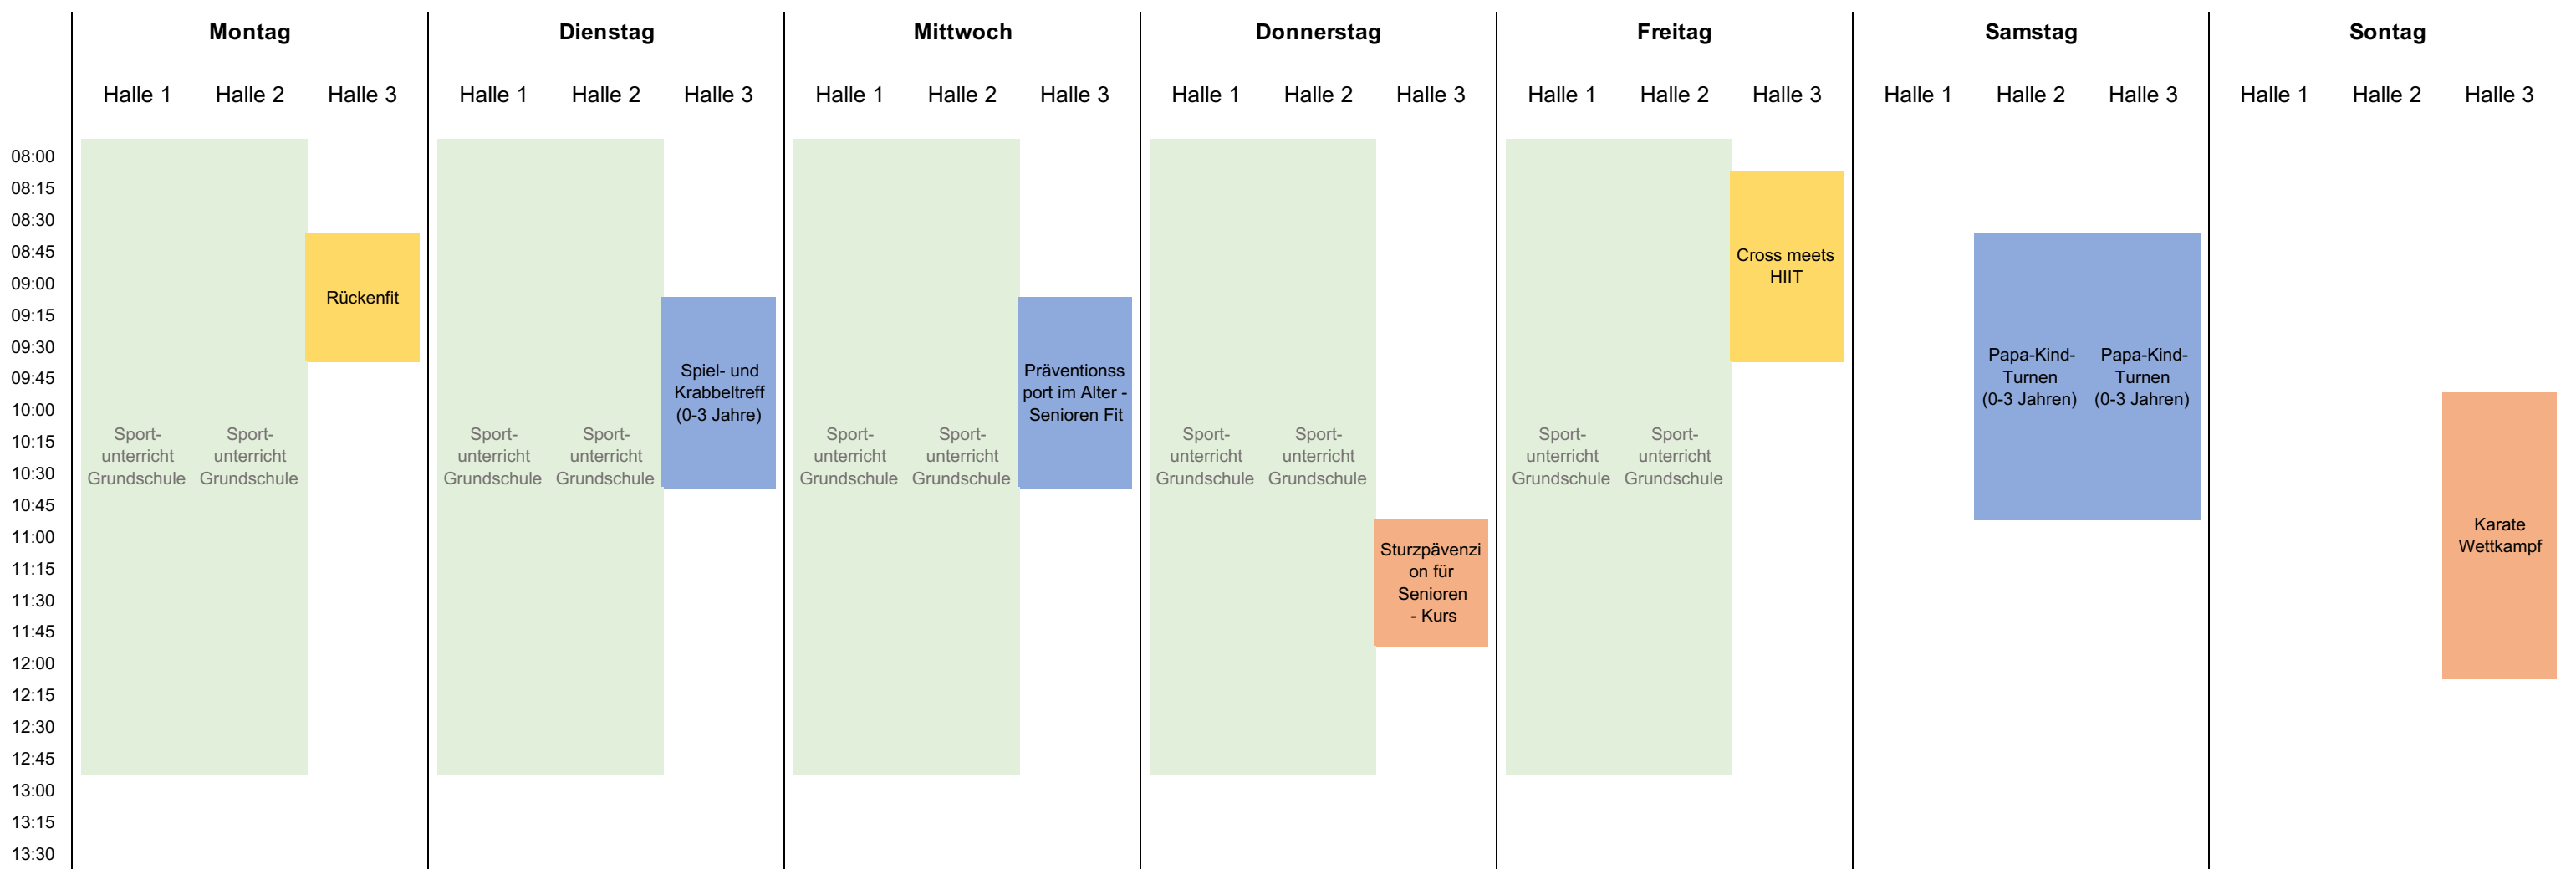 Montag Dienstag Mittwoch Donnerstag Freitag Samstag Sontag
Halle 1 Halle 2 Halle 3 Halle 1 Halle 2 Halle 3 Halle 1 Halle 2 Halle 3 Halle 1 Halle 2 Halle 3 Halle 1 Halle 2 Halle 3 Halle 1 Halle 2 Halle 3 Halle 1 Halle 2 Halle 3
08:00
08:15
08:30
08:45
09:00
09:15
09:30
09:45
10:00
10:15
10:30
10:45
11:00
11:15
11:30
11:45
12:00
12:15
12:30
12:45
13:00
13:15
13:30
Sport-
unterricht
Grundschule
Sport-
unterricht
Grundschule
Rückenfit
Sport-
unterricht
Grundschule
Sport-
unterricht
Grundschule
Spiel- und
Krabbeltreff
(0-3 Jahre)
Sport-
unterricht
Grundschule
Sport-
unterricht
Grundschule
Präventionss
port im Alter -
Senioren Fit
Sport-
unterricht
Grundschule
Sport-
unterricht
Grundschule
Sturzpävenzi
on für
Senioren
- Kurs
Sport-
unterricht
Grundschule
Sport-
unterricht
Grundschule
Cross meets
HIIT
Papa-Kind-
Turnen
(0-3 Jahren)
Papa-Kind-
Turnen
(0-3 Jahren)
Karate
Wettkampf